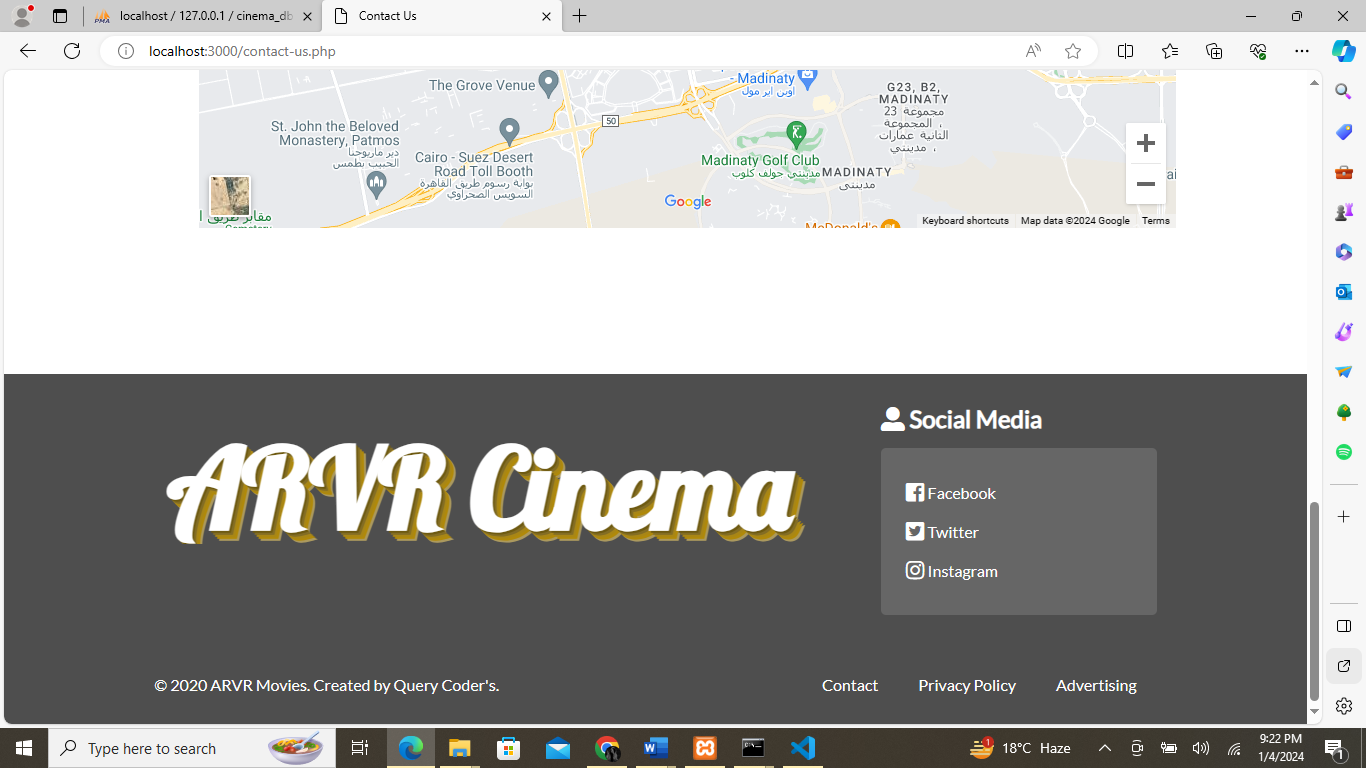 localhost / 127.0.0.1 / cinema_db
Contact Us
localhost:3000/contact-us.php
The Grove Venue
- Madinaty
اوبن اير مول
G23, B2,
MADINATY
مجموعة 23
، المجموعة
الثانية عمارات
، مدينتي
50
St. John the Beloved
Monastery, Patmos
دير ماريوحنا
الحبيب بطمس
Cairo - Suez Desert
Road Toll Booth
بوابة رسوم طريق القاهرة
السويس الصحراوي
Madinaty Golf Club
مدينتي جولف كلوب
MADINATY
مدينتي
Google
McDonald's
Cemetery
Keyboard shortcuts
Map data ©2024 Google
Terms
Social Media
ARVR Cinema
Facebook
Twitter
Instagram
© 2020 ARVR Movies. Created by Query Coder's.
Contact
Privacy Policy
Advertising
Type here to search
1
18°C Haze
9:22 PM
1/4/2024
1